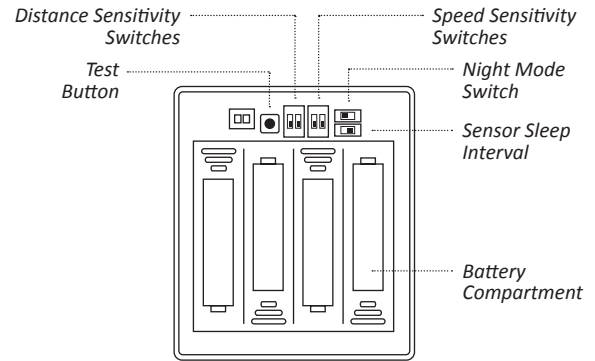 Distance Sensitivity
Switches
Speed Sensitivity
Switches
Test
Button
Night Mode
Switch
Sensor Sleep
Interval
Battery
Compartment